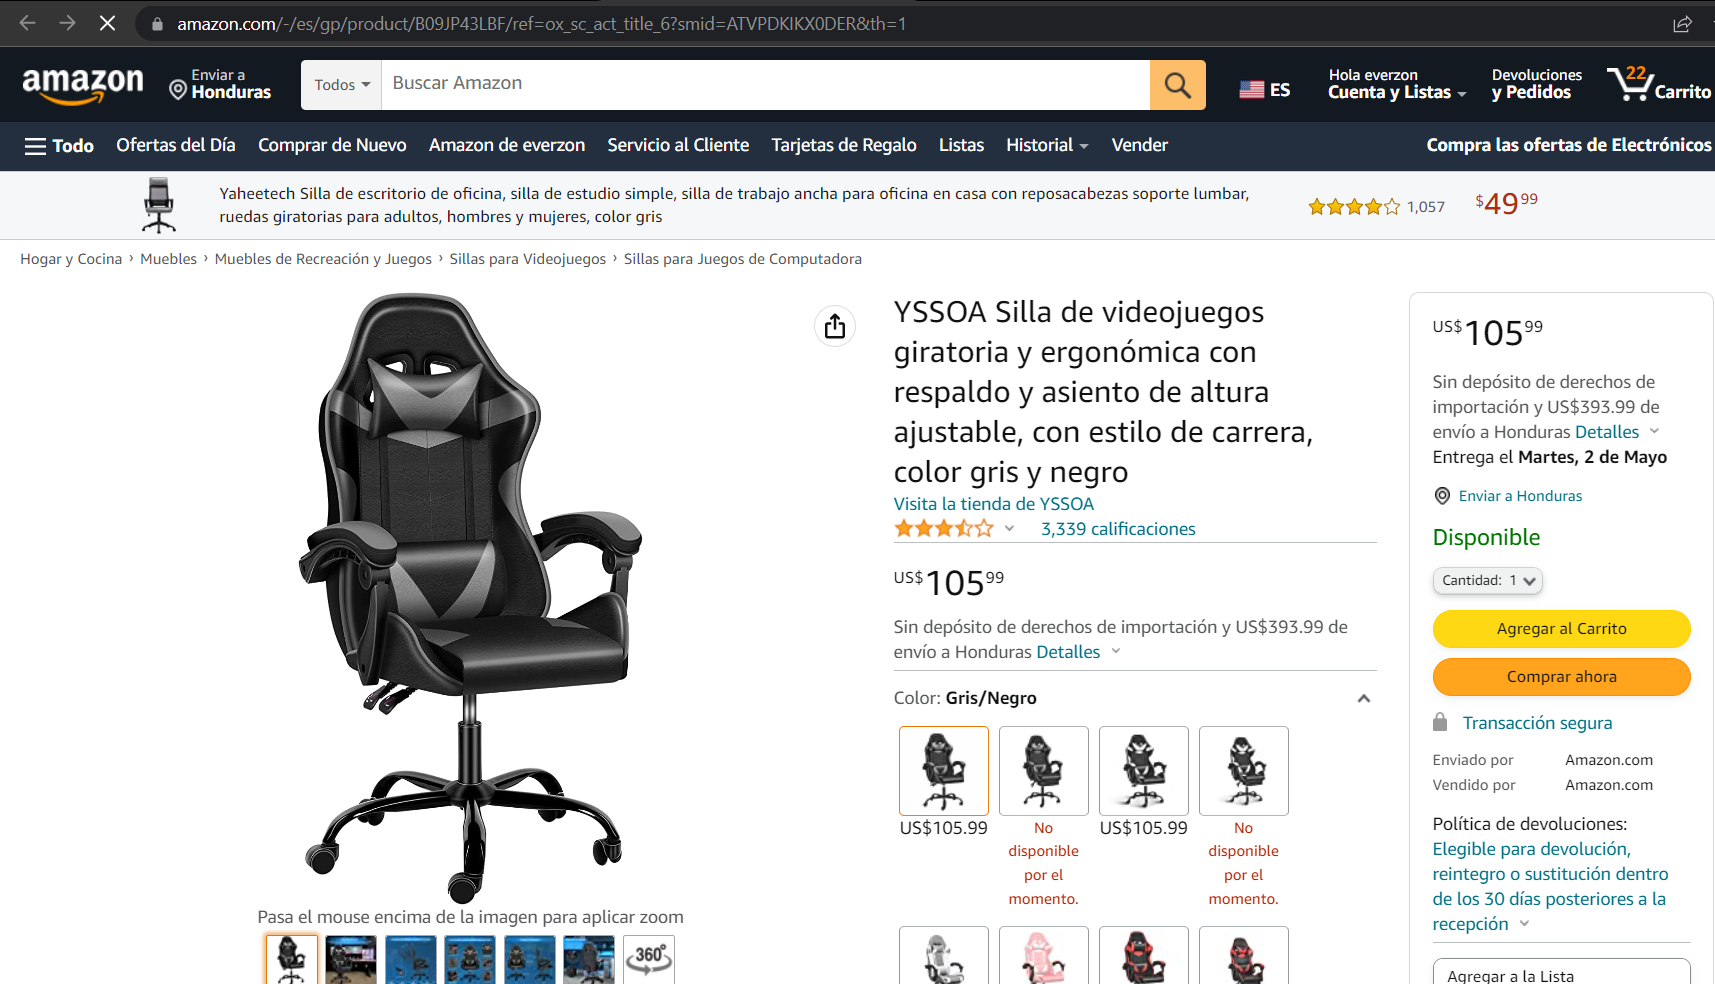 amazon.com/-/es/gp/product/B09JP43LBF/ref=ox_sc_act_title_6?smid=ATVPDKIKX0DER&th=1
amazon
Enviar a
Honduras
Todos
Buscar Amazon
ES
Hola everzon
Cuenta y Listas
Devoluciones
y Pedidos
22
Carrito
Todo
Ofertas del Día
Comprar de Nuevo
Amazon de everzon
Servicio al Cliente
Tarjetas de Regalo
Listas
Historial
Vender
Compra las ofertas de Electrónicos
Yaheetech Silla de escritorio de oficina, silla de estudio simple, silla de trabajo ancha para oficina en casa con reposacabezas soporte lumbar,
ruedas giratorias para adultos, hombres y mujeres, color gris
1,057
$49 99
Hogar y Cocina › Muebles › Muebles de Recreación y Juegos › Sillas para Videojuegos › Sillas para Juegos de Computadora
Pasa el mouse encima de la imagen para aplicar zoom
360°
YSSOA Silla de videojuegos
giratoria y ergonómica con
respaldo y asiento de altura
ajustable, con estilo de carrera,
color gris y negro
Visita la tienda de YSSOA
3,339 calificaciones
US$105 99
Sin depósito de derechos de importación y US$393.99 de
envío a Honduras Detalles
Color: Gris/Negro
US$105.99
No
disponible
por el
momento.
US$105.99
No
disponible
por el
momento.
US$105 99
Sin depósito de derechos de
importación y US$393.99 de
envío a Honduras Detalles
Entrega el Martes, 2 de Mayo
Enviar a Honduras
Disponible
Cantidad: 1
Agregar al Carrito
Comprar ahora
Transacción segura
Enviado por Amazon.com
Vendido por Amazon.com
Política de devoluciones:
Elegible para devolución,
reintegro o sustitución dentro
de los 30 días posteriores a la
recepción
Agregar a la Lista